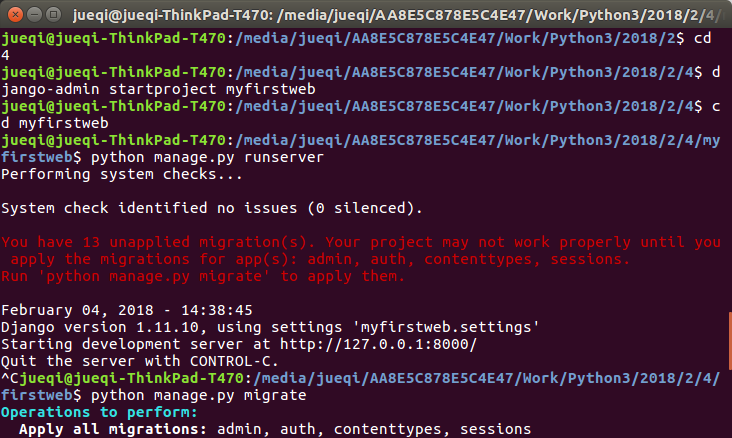 jueqi@jueqi-ThinkPad-T470: /media/jueqi/AA8E5C878E5C4E47/Work/Python3/2018/2/4/
jueqi@jueqi-ThinkPad-T470:/media/jueqi/AA8E5C878E5C4E47/Work/Python3/2018/2$ cd
4
jueqi@jueqi-ThinkPad-T470:/media/jueqi/AA8E5C878E5C4E47/Work/Python3/2018/2/4$ d
jango-admin startproject myfirstweb
jueqi@jueqi-ThinkPad-T470:/media/jueqi/AA8E5C878E5C4E47/Work/Python3/2018/2/4$ c
d myfirstweb
jueqi@jueqi-ThinkPad-T470:/media/jueqi/AA8E5C878E5C4E47/Work/Python3/2018/2/4/my
firstweb$ python manage.py runserver
Performing system checks...
System check identified no issues (0 silenced).
You have 13 unapplied migration(s). Your project may not work properly until you
apply the migrations for app(s): admin, auth, contenttypes, sessions.
Run 'python manage.py migrate' to apply them.
February 04, 2018 - 14:38:45
Django version 1.11.10, using settings 'myfirstweb.settings'
Starting development server at http://127.0.0.1:8000/
Quit the server with CONTROL-C.
^Cjueqi@jueqi-ThinkPad-T470:/media/jueqi/AA8E5C878E5C4E47/Work/Python3/2018/2/4/
firstweb$ python manage.py migrate
Operations to perform:
Apply all migrations: admin, auth, contenttypes, sessions